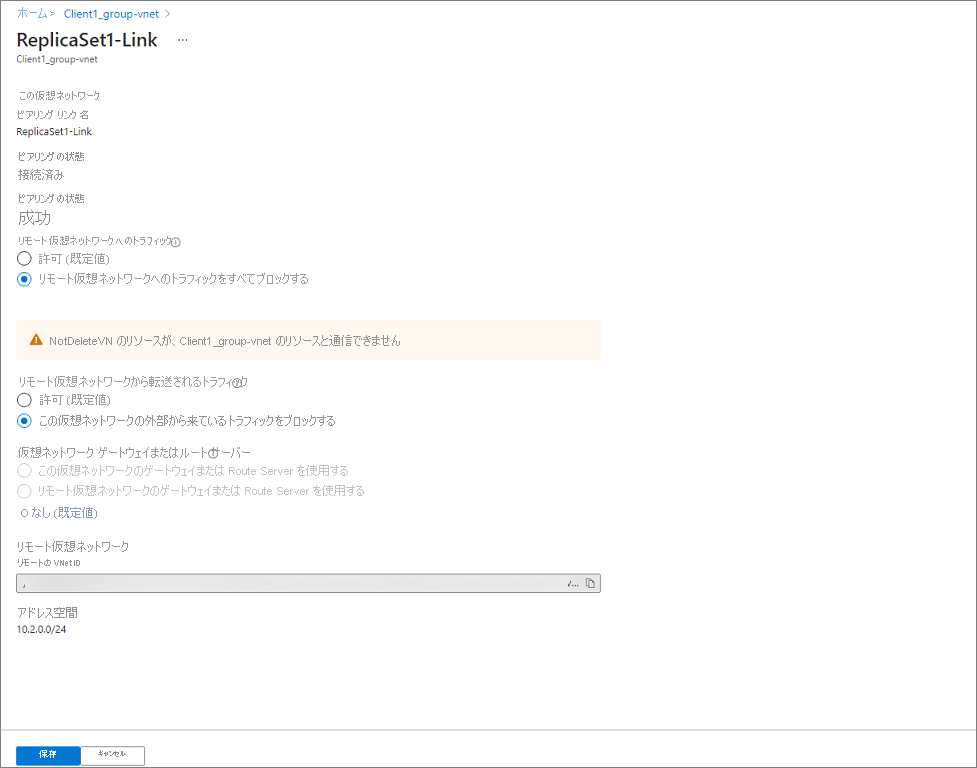 ホーム > Client1_group-vnet >
ReplicaSet1-Link ...
Client1_group-vnet
この仮想ネットワーク
ピアリング リンク名
ReplicaSet1-Link
ピアリングの状態
接続済み
ピアリングの状態
成功
リモート仮想ネットワークへのトラフィック
許可 (既定値)
リモート仮想ネットワークへのトラフィックをすべてブロックする
NotDeleteVN のリソースが、Client1_group-vnet のリソースと通信できません
リモート仮想ネットワークから転送されるトラフィック
許可 (既定値)
この仮想ネットワークの外部から来ているトラフィックをブロックする
仮想ネットワーク ゲートウェイまたはルートサーバー
この仮想ネットワークのゲートウェイまたは Route Server を使用する
リモート仮想ネットワークのゲートウェイまたは Route Server を使用する
なし (既定値)
リモート仮想ネットワーク
リモートの VNet ID
/...
アドレス空間
10.2.0.0/24
保存
キャンセル